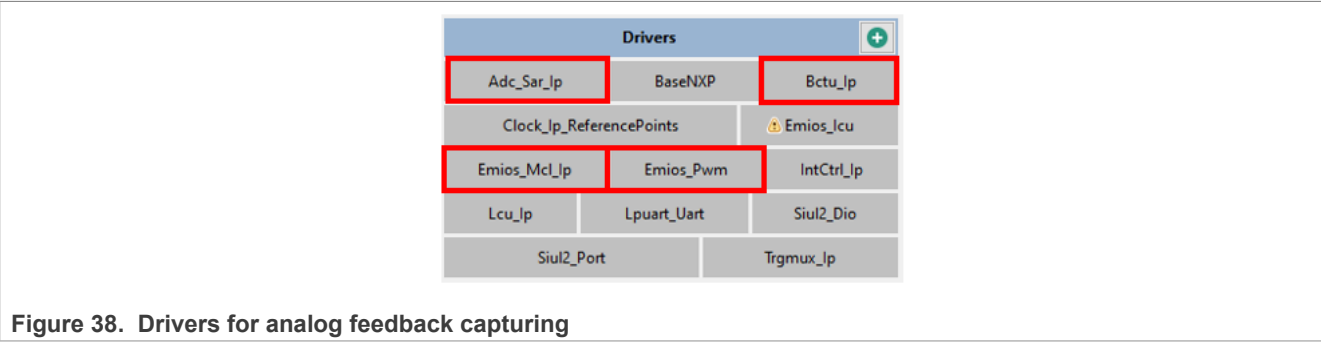 Drivers
Adc_Sar_Ip BaseNXP Bctu_Ip
Clock_Ip_ReferencePoints Emios_Icu
Emios_Mcl_Ip Emios_Pwm IntCtrl_Ip
Lcu_Ip Lpuart_Uart Siul2_Dio
Siul2_Port Trgmux_Ip
Figure 38. Drivers for analog feedback capturing